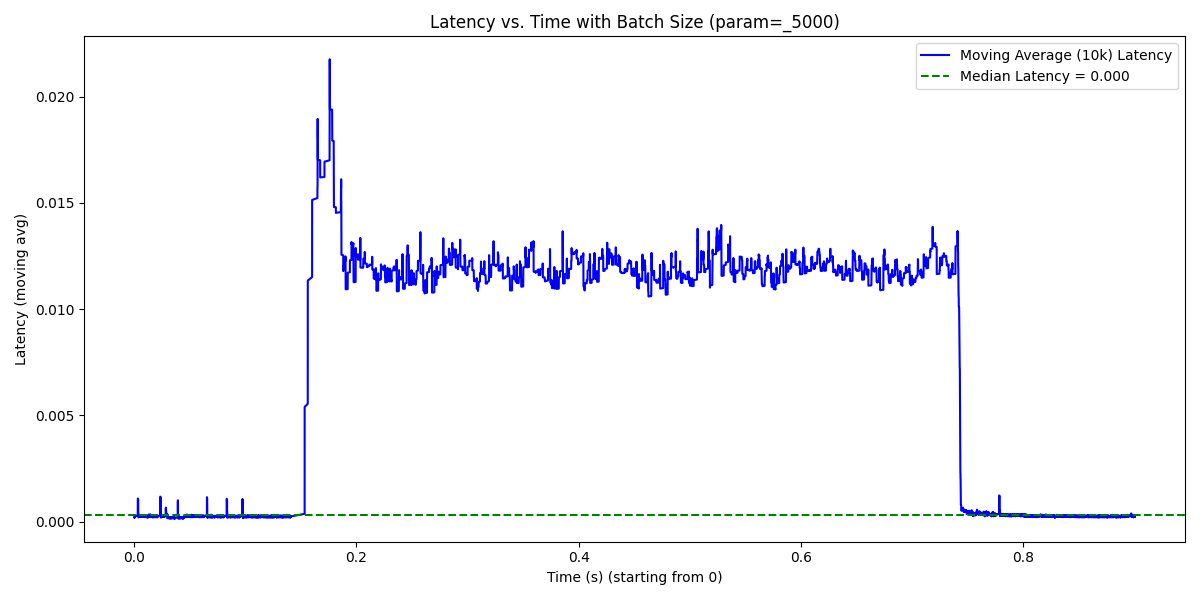 Latency vs. Time with Batch Size (param=_5000)
Moving Average (10k) Latency
Median Latency = 0.000
Latency (moving avg)
0.020
0.015
0.010
0.005
0.000
0.0 0.2 0.4 0.6 0.8
Time (s) (starting from 0)